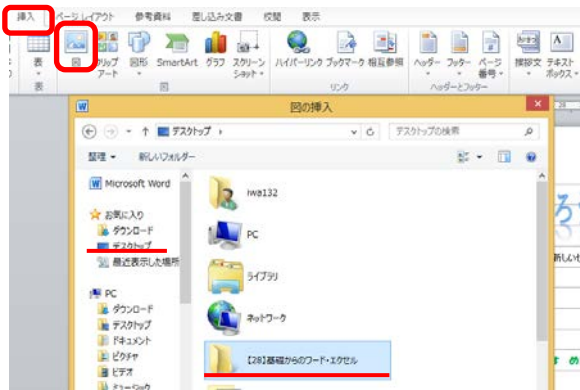 挿入 ページ レイアウト 参考資料 差し込み文書 校閲 表示
表 図 クリップアート 図形 SmartArt グラフ スクリーンショット ハイパーリンク ブックマーク 相互参照 ヘッダー フッター ページ番号 挨拶文 テキストボックス
表 図 リンク ヘッダーとフッター
図の挿入
デスクトップ デスクトップの検索
整理 新しいフォルダー
Microsoft Word
お気に入り
ダウンロード
デスクトップ
最近表示した場所
PC
ダウンロード
デスクトップ
ドキュメント
ピクチャ
ビデオ
ミュージック
iwa132
PC
ライブラリ
ネットワーク
【28】基礎からのワード・エクセル
ろ